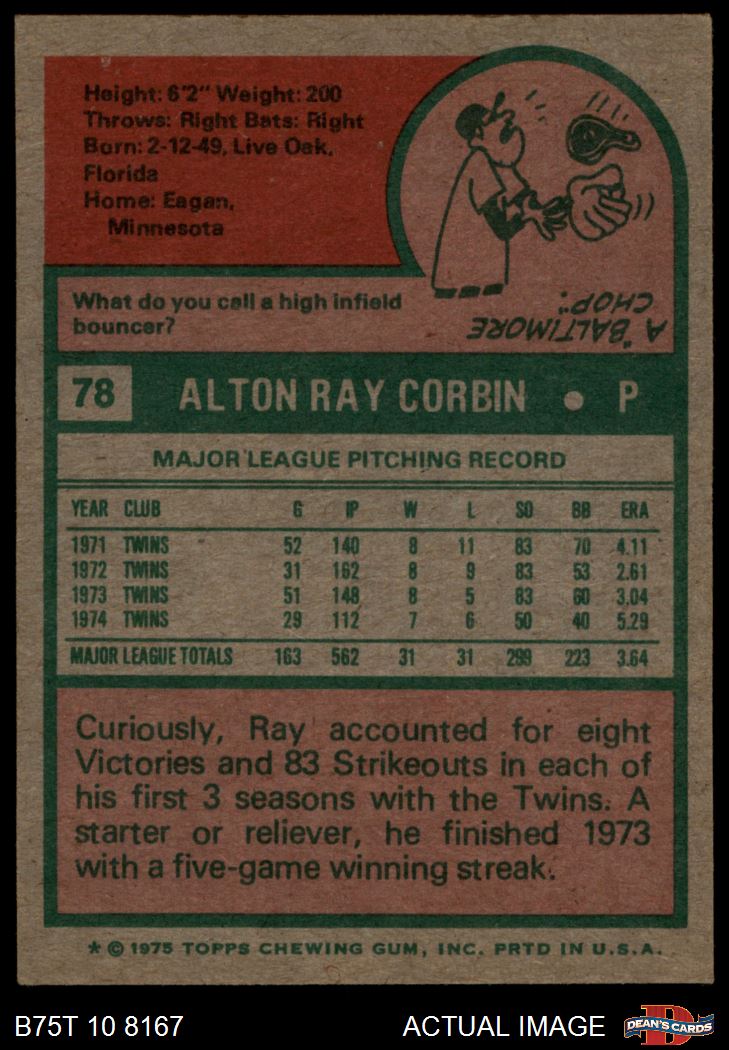 Height: 6'2" Weight: 200
Throws: Right Bats: Right
Born: 2-12-49, Live Oak,
Florida
Home: Eagan,
Minnesota
What do you call a high infield
bouncer?
A "BALTIMORE
CHOP".
78 ALTON RAY CORBIN • P
MAJOR LEAGUE PITCHING RECORD
YEAR CLUB G IP W L SO BB ERA
1971 TWINS 52 140 8 11 83 70 4.11
1972 TWINS 31 162 8 9 83 53 2.61
1973 TWINS 51 148 8 5 83 60 3.04
1974 TWINS 29 112 7 6 50 40 5.29
MAJOR LEAGUE TOTALS 163 562 31 31 299 223 3.64
Curiously, Ray accounted for eight
Victories and 83 Strikeouts in each of
his first 3 seasons with the Twins. A
starter or reliever, he finished 1973
with a five-game winning streak.
* © 1975 TOPPS CHEWING GUM, INC. PRTD IN U.S.A.
B75T 10 8167 ACTUAL IMAGE D DEAN'S CARDS